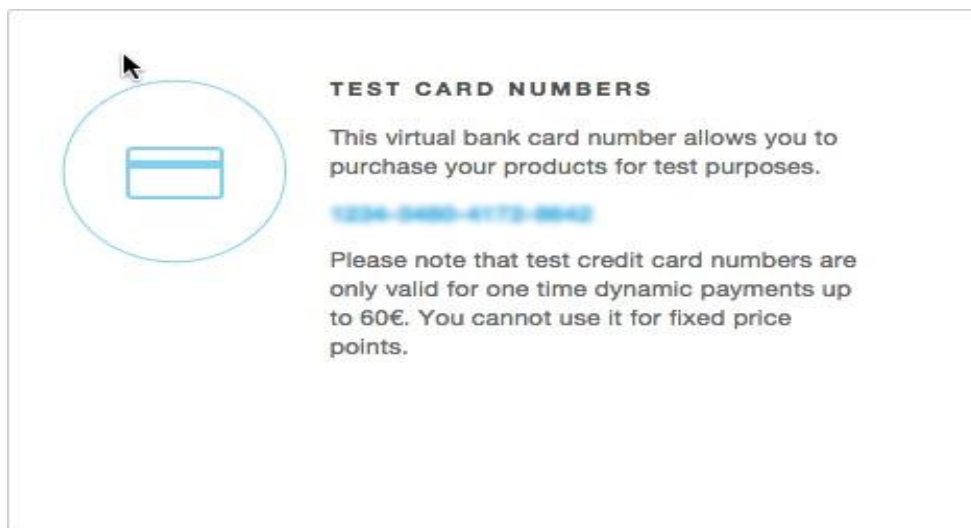 TEST CARD NUMBERS
This virtual bank card number allows you to
purchase your products for test purposes.
Please note that test credit card numbers are
only valid for one time dynamic payments up
to 60€. You cannot use it for fixed price
points.